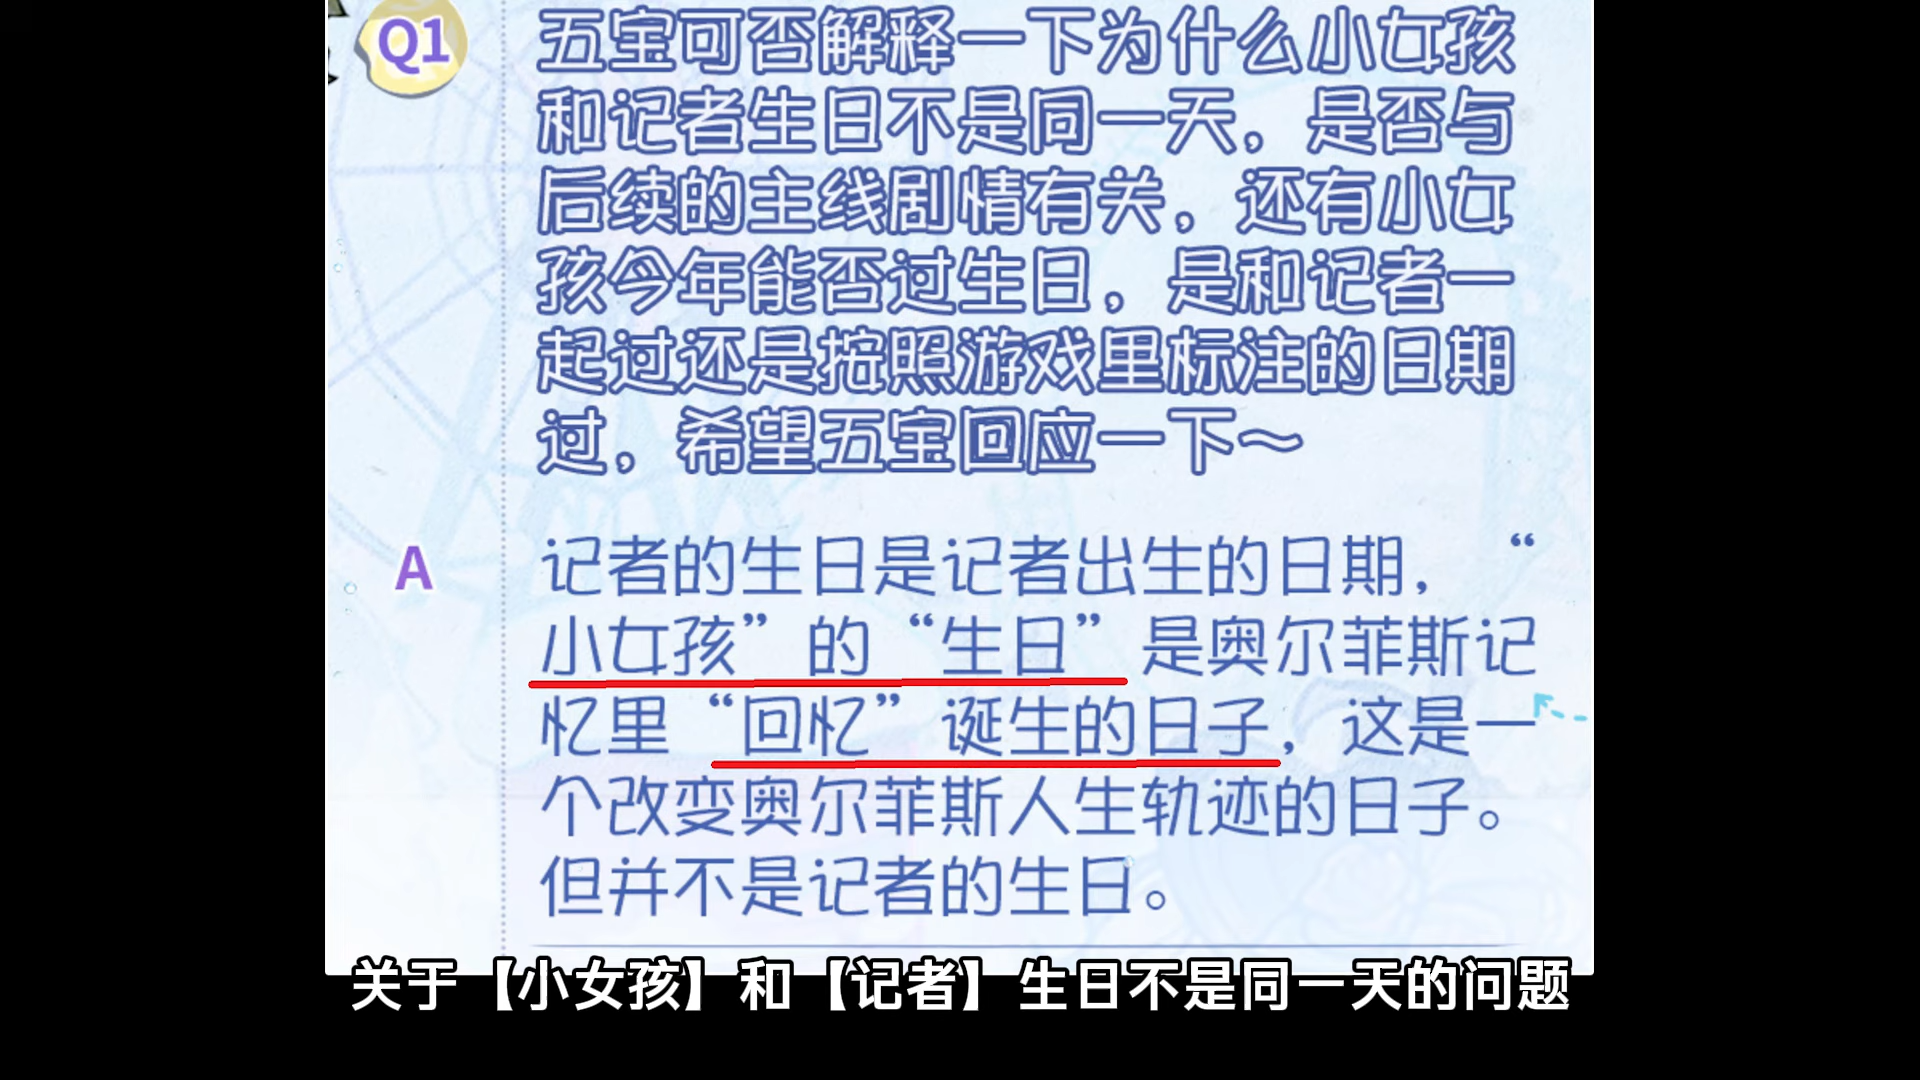 Q1
五宝可否解释一下为什么小女孩
和记者生日不是同一天，是否与
后续的主线剧情有关，还有小女
孩今年能否过生日，是和记者一
起过还是按照游戏里标注的日期
过，希望五宝回应一下～
A
记者的生日是记者出生的日期，“
小女孩”的“生日”是奥尔菲斯记
忆里“回忆”诞生的日子，这是一
个改变奥尔菲斯人生轨迹的日子。
但并不是记者的生日。
关于【小女孩】和【记者】生日不是同一天的问题